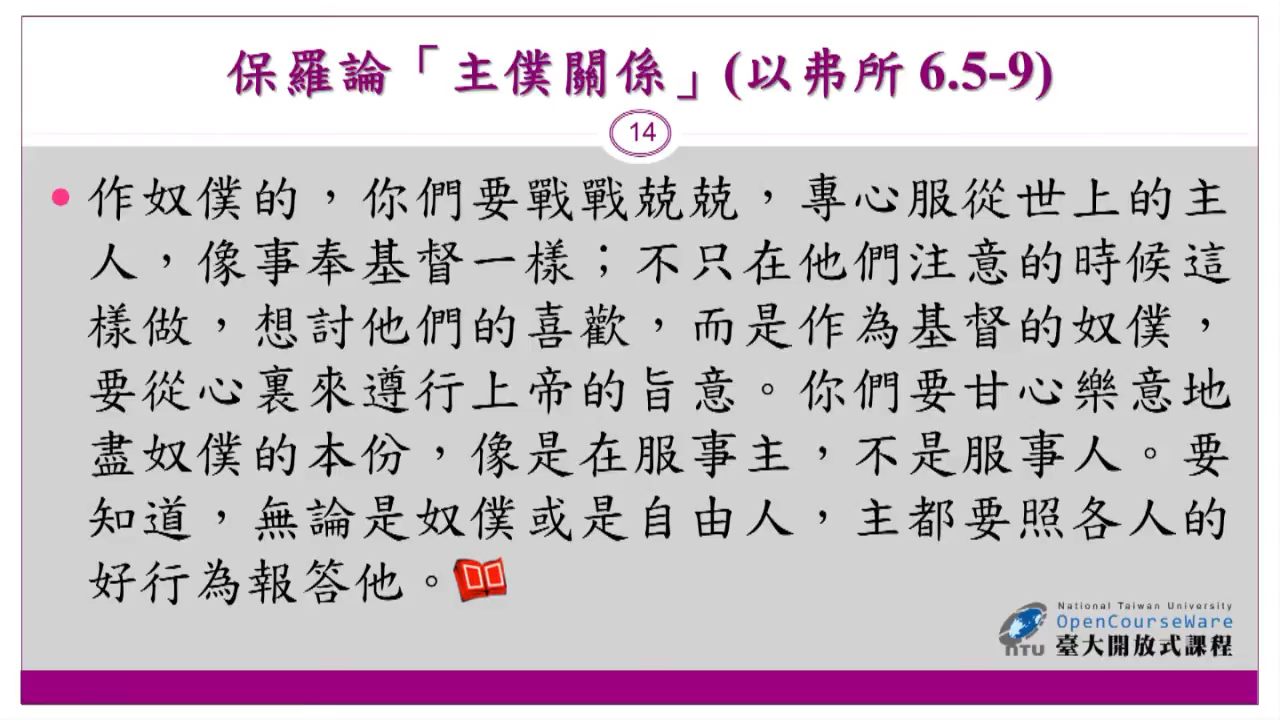 保羅論「主僕關係」(以弗所 6.5-9)
14
• 作奴僕的，你們要戰戰兢兢，專心服從世上的主
人，像事奉基督一樣；不只在他們注意的時候這
樣做，想討他們的喜歡，而是作為基督的奴僕，
要從心裏來遵行上帝的旨意。你們要甘心樂意地
盡奴僕的本份，像是在服事主，不是服事人。要
知道，無論是奴僕或是自由人，主都要照各人的
好行為報答他。
National Taiwan University
OpenCourseWare
NTU 臺大開放式課程